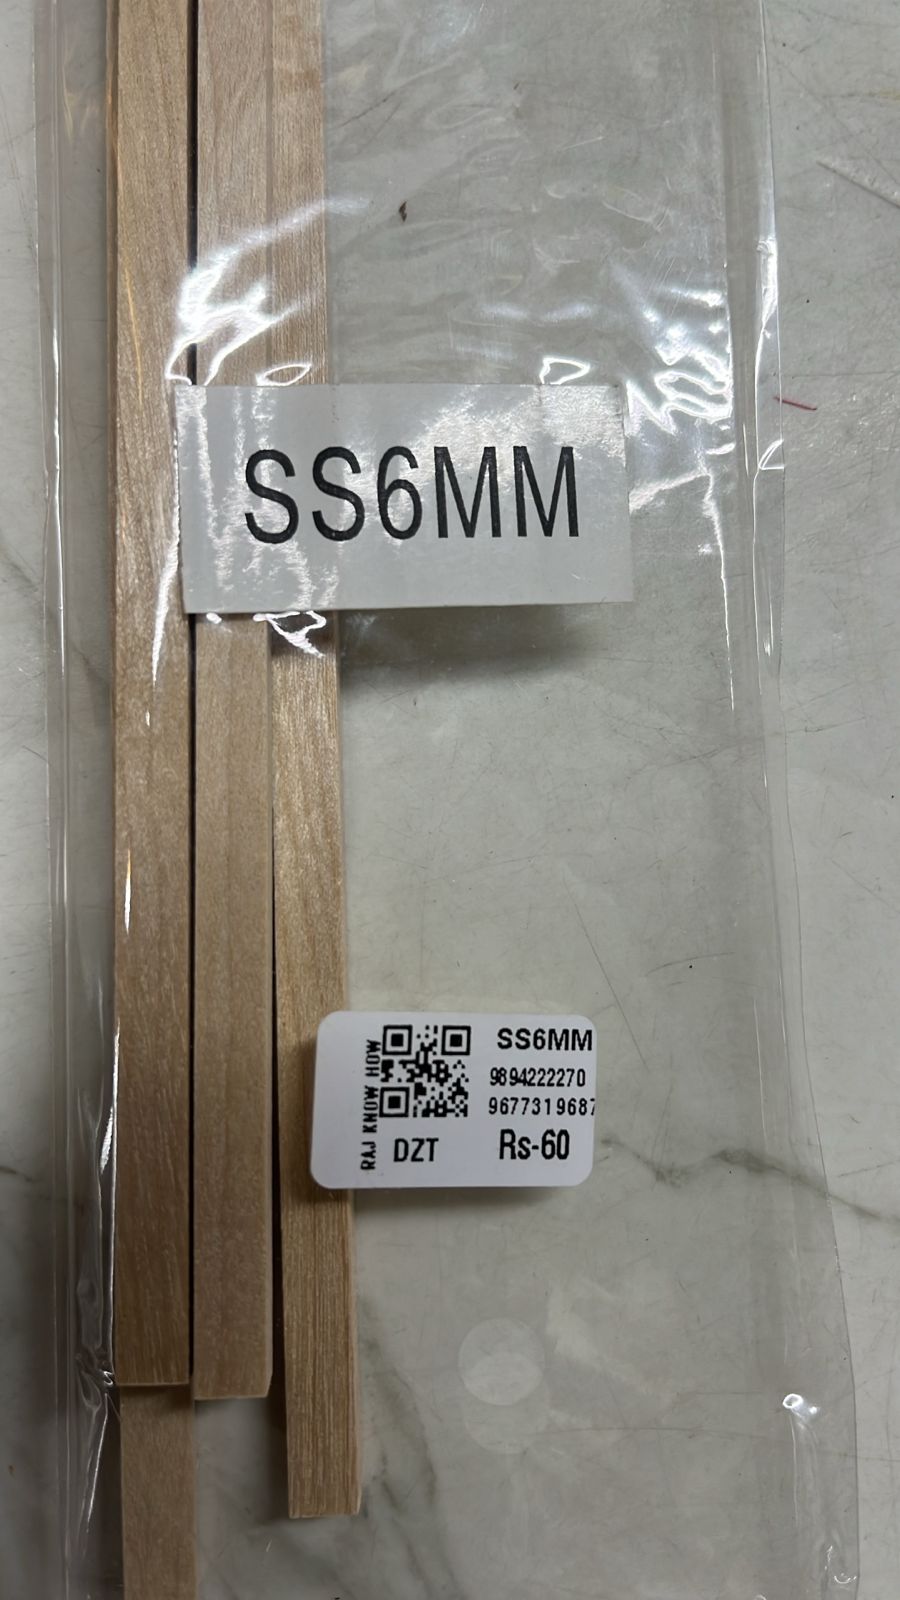 SS6MM
RAJ KNOW HOW
SS6MM
9894222270
9677319687
DZT
Rs-60